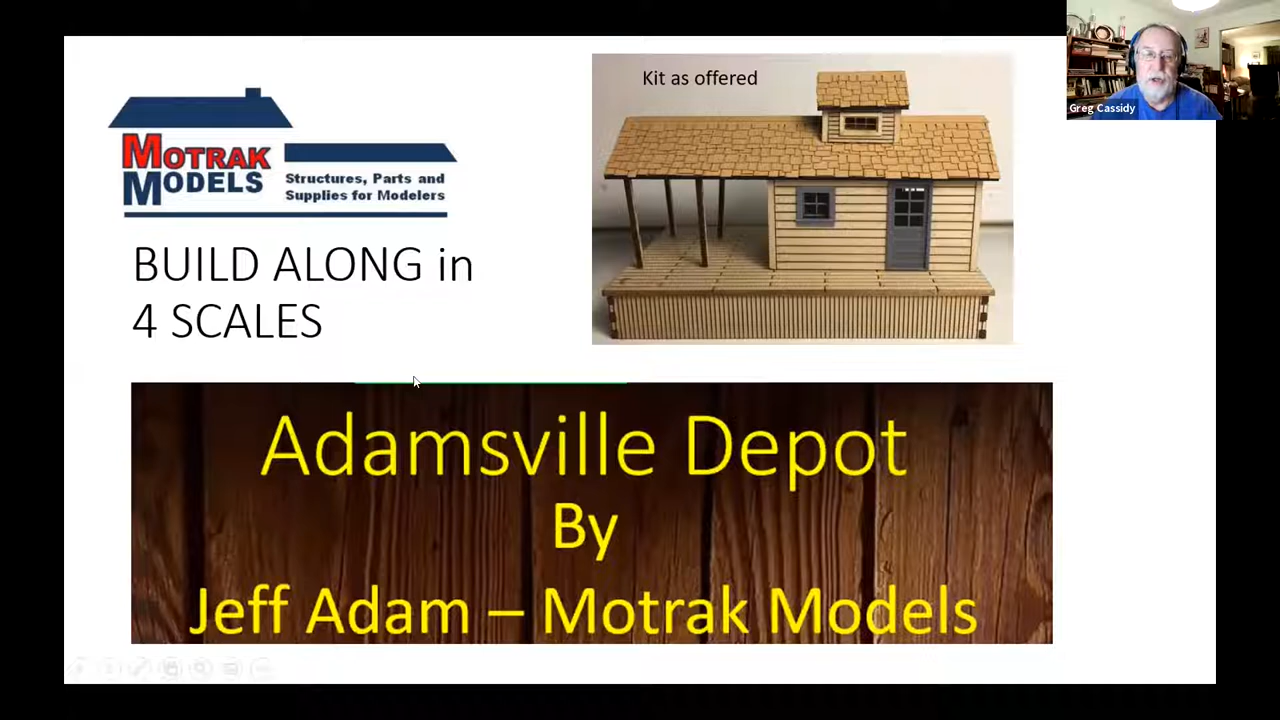 Kit as offered
Greg Cassidy
MOTRAK
MODELS
Structures, Parts and
Supplies for Modelers
BUILD ALONG in
4 SCALES
Adamsville Depot
By
Jeff Adam – Motrak Models